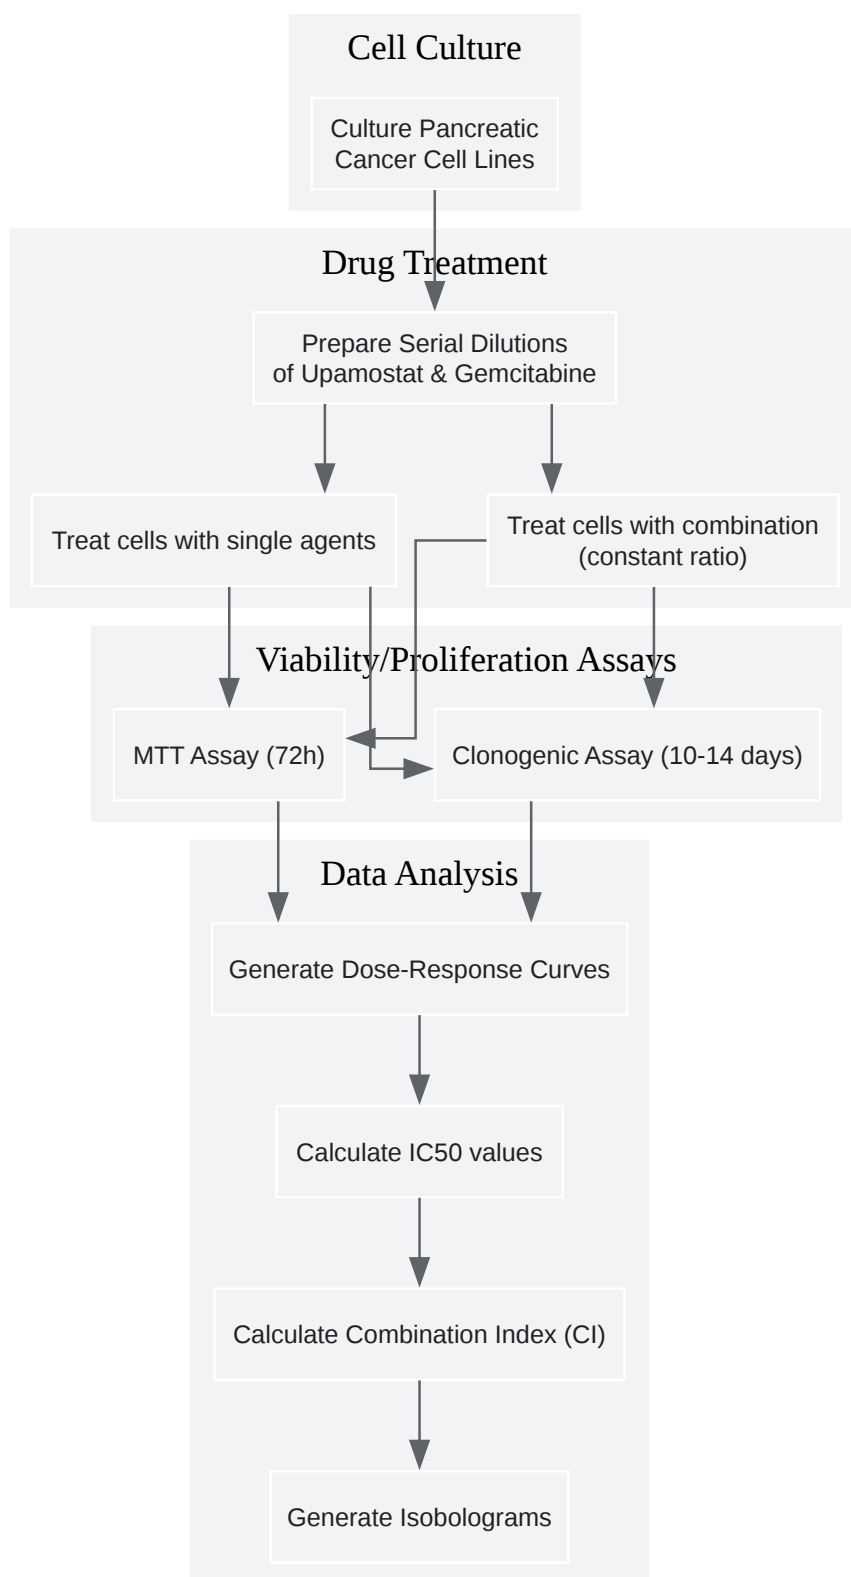 Cell Culture
Culture Pancreatic
Cancer Cell Lines
Drug Treatment
Prepare Serial Dilutions
of Upamostat & Gemcitabine
Treat cells with single agents
Treat cells with combination
(constant ratio)
Viability/Proliferation Assays
MTT Assay (72h)
Clonogenic Assay (10-14 days)
Data Analysis
Generate Dose-Response Curves
Calculate IC50 values
Calculate Combination Index (CI)
Generate Isobolograms